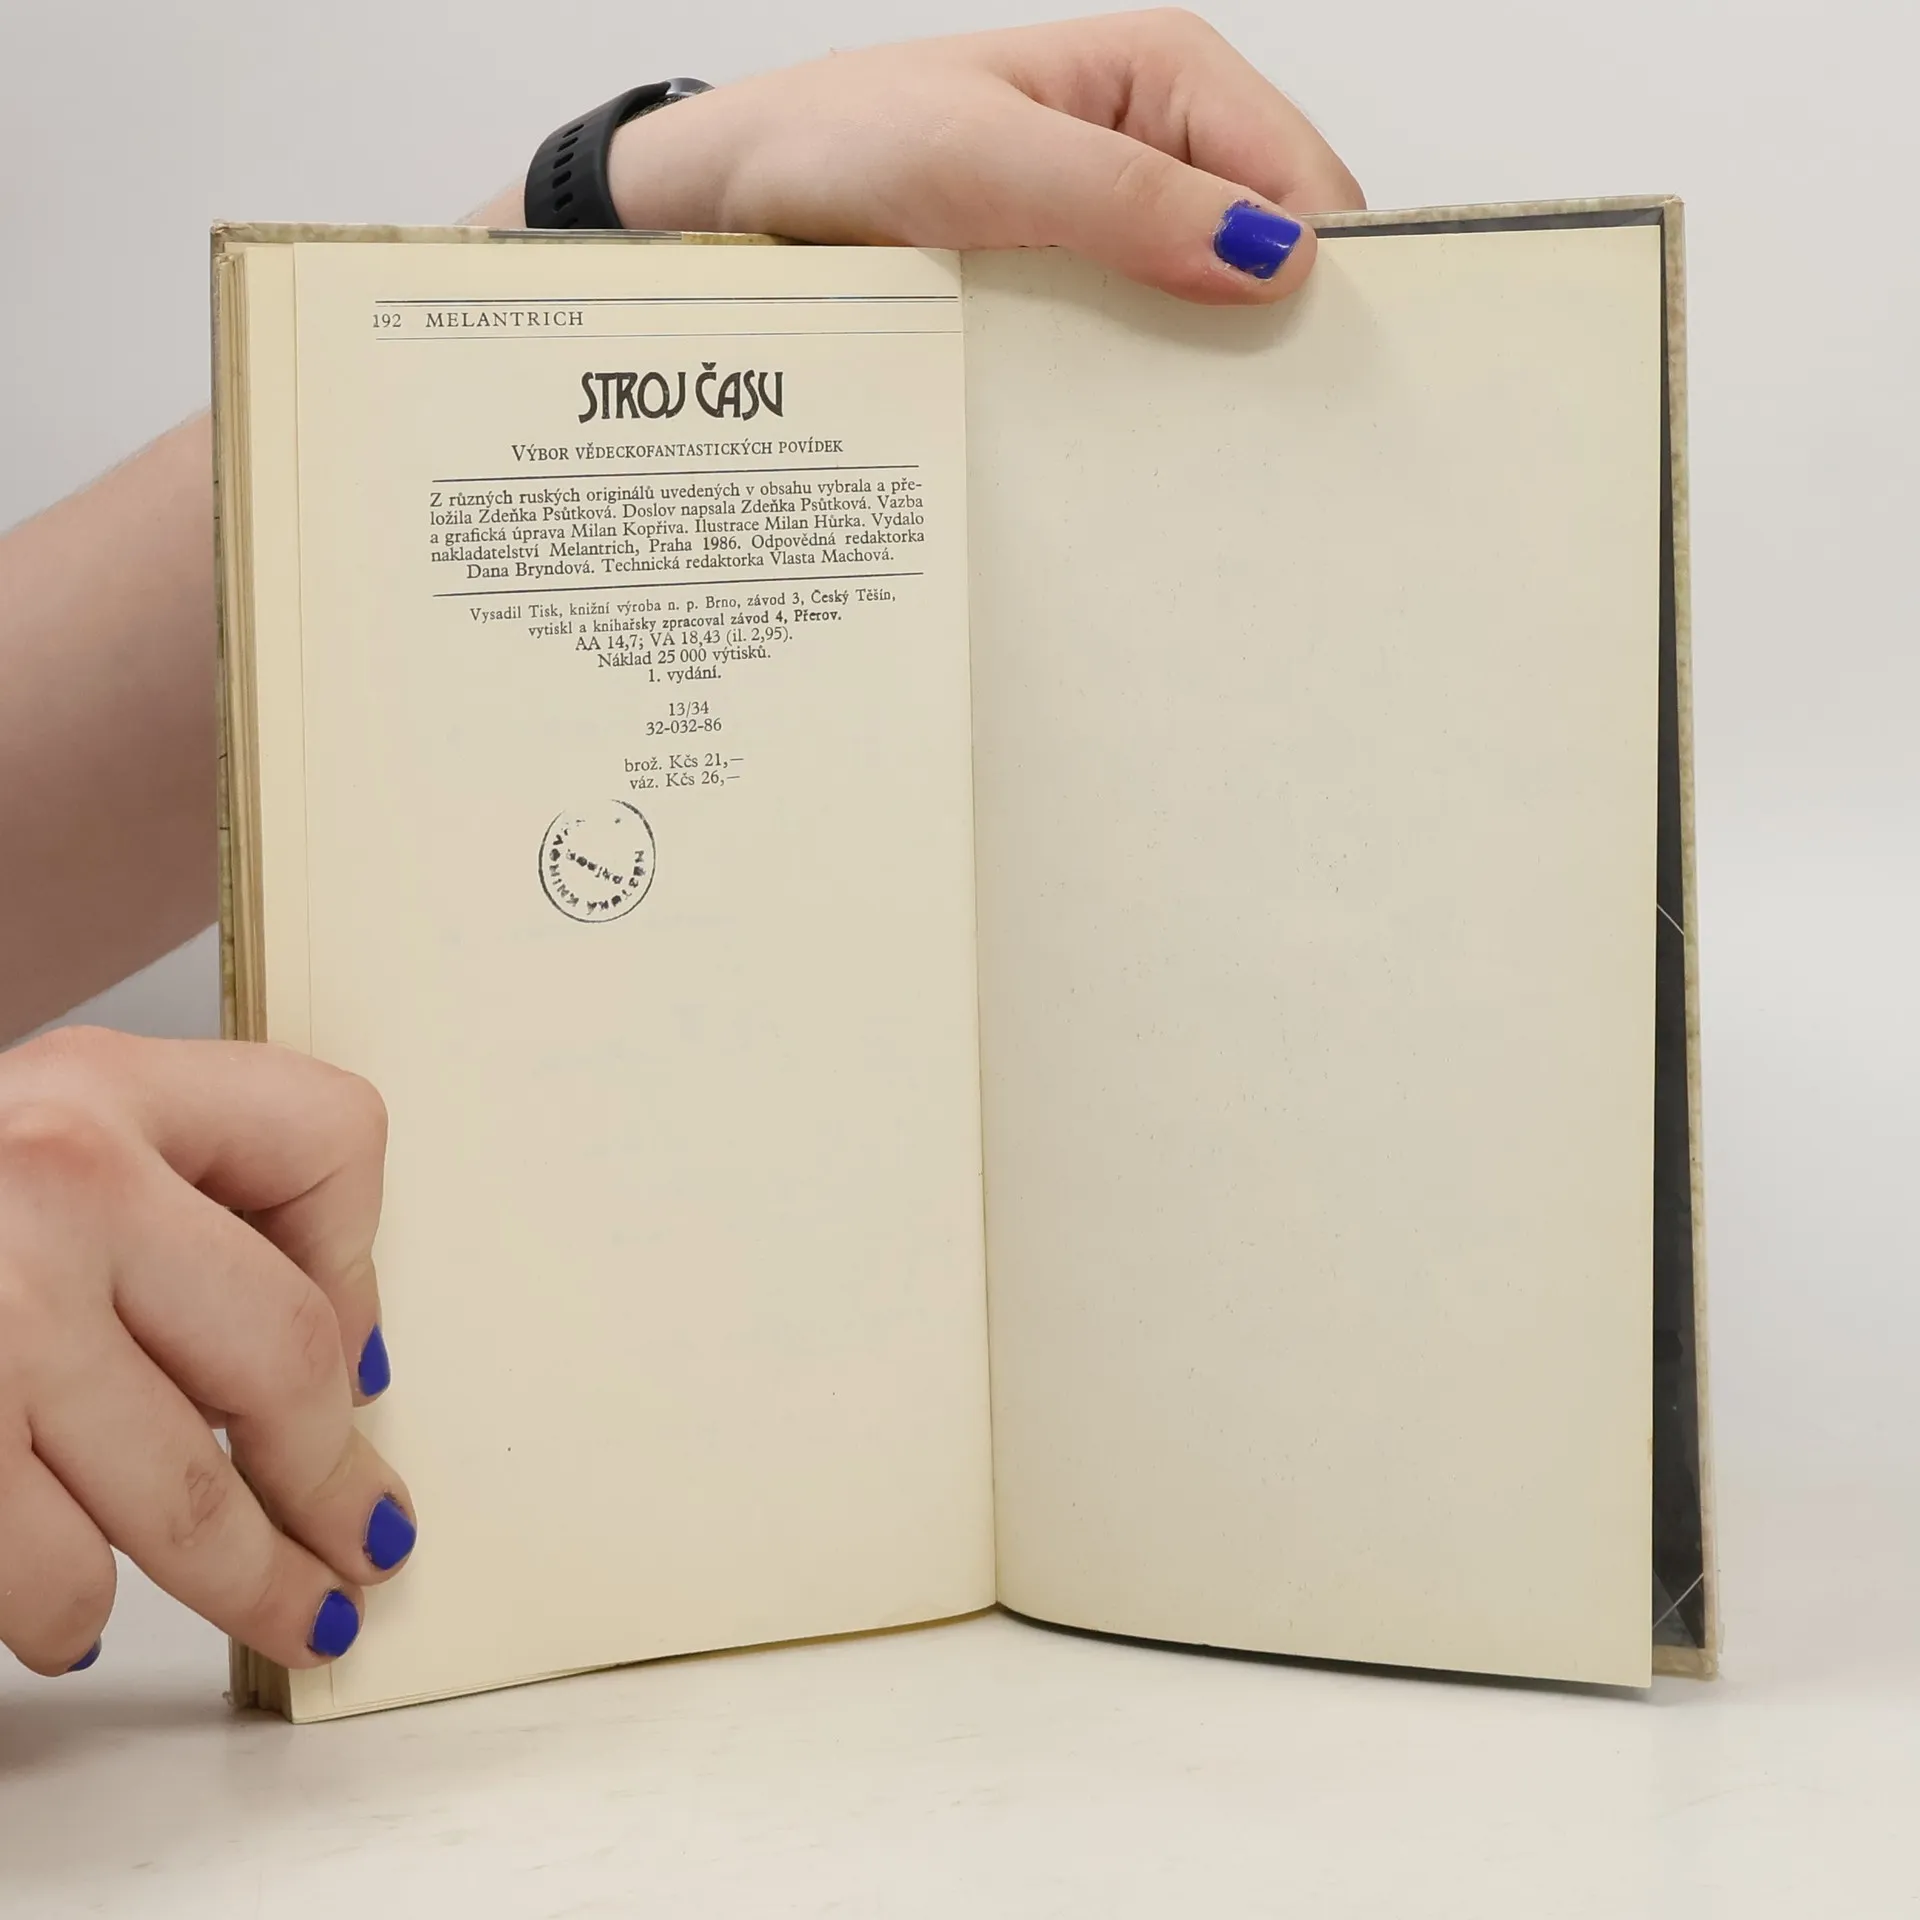 192 MELANTRICH
STROJ ČASU
VÝBOR VĚDECKOFANTASTICKÝCH POVÍDEK
Z různých ruských originálů uvedených v obsahu vybrala a pře-
ložila Zdeňka Psůtková. Doslov napsala Zdeňka Psůtková. Vazba
a grafická úprava Milan Kopřiva. Ilustrace Milan Hůrka. Vydalo
nakladatelství Melantrich, Praha 1986. Odpovědná redaktorka
Dana Bryndová. Technická redaktorka Vlasta Machová.
Vysadil Tisk, knižní výroba n. p. Brno, závod 3, Český Těšín,
vytiskl a knihařsky zpracoval závod 4, Přerov.
AA 14,7; VA 18,43 (il. 2,95).
Náklad 25 000 výtisků.
1. vydání.
13/34
32-032-86
brož. Kčs 21,—
váz. Kčs 26,—